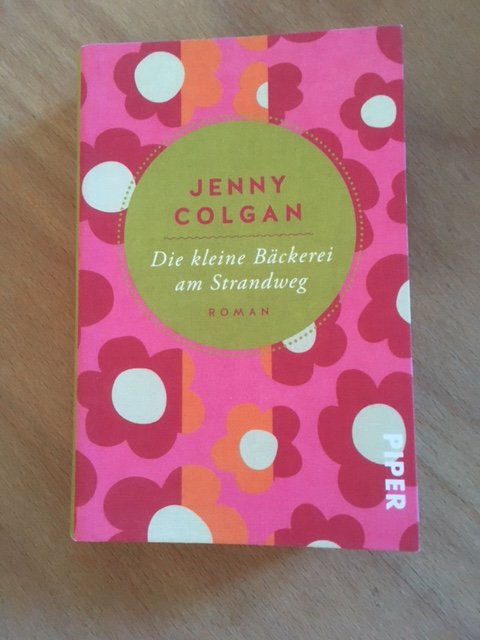 JENNY
COLGAN
Die kleine Bäckerei
am Strandweg
ROMAN
PIPER